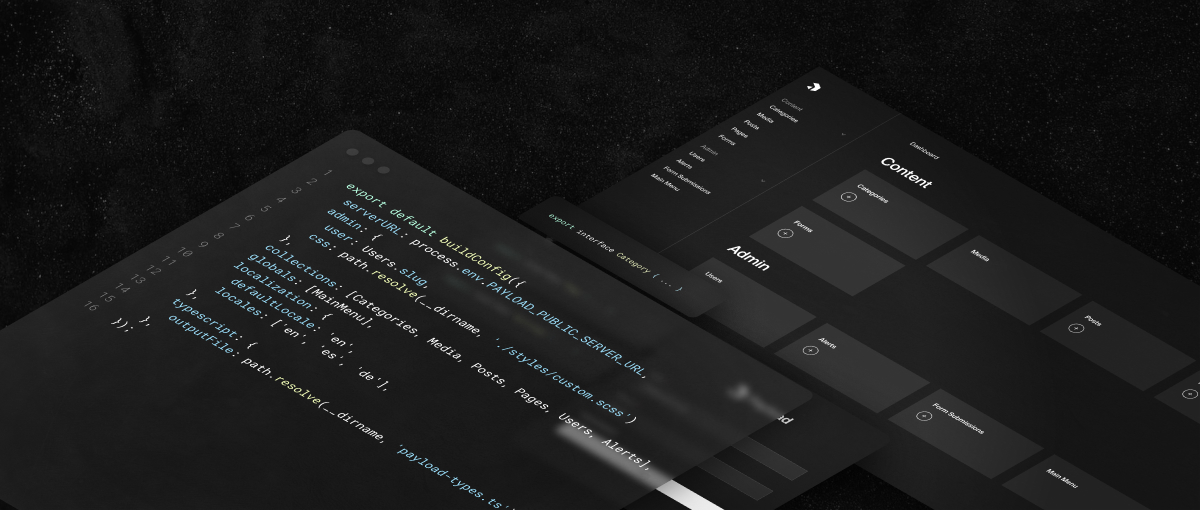 1
2
3
4
5
6
7
8
9
10
11
12
13
14
15
16
export default buildConfig({
serverURL: process.env.PAYLOAD_PUBLIC_SERVER_URL,
admin: {
user: Users.slug,
css: path.resolve(__dirname, './styles/custom.scss')
},
collections: [Categories, Media, Posts, Pages, Users, Alerts],
globals: [MainMenu],
localization: {
defaultLocale: 'en',
locales: ['en', 'es', 'de'],
},
typescript: {
outputFile: path.resolve(__dirname, 'payload-types.ts')
},
});
export interface Category { ... }
Content
Categories
Media
Posts
Pages
Forms
Admin
Users
Alerts
Form Submissions
Main Menu
Dashboard
Content
Categories
Media
Posts
Forms
Admin
Users
Alerts
Form Submissions
Main Menu